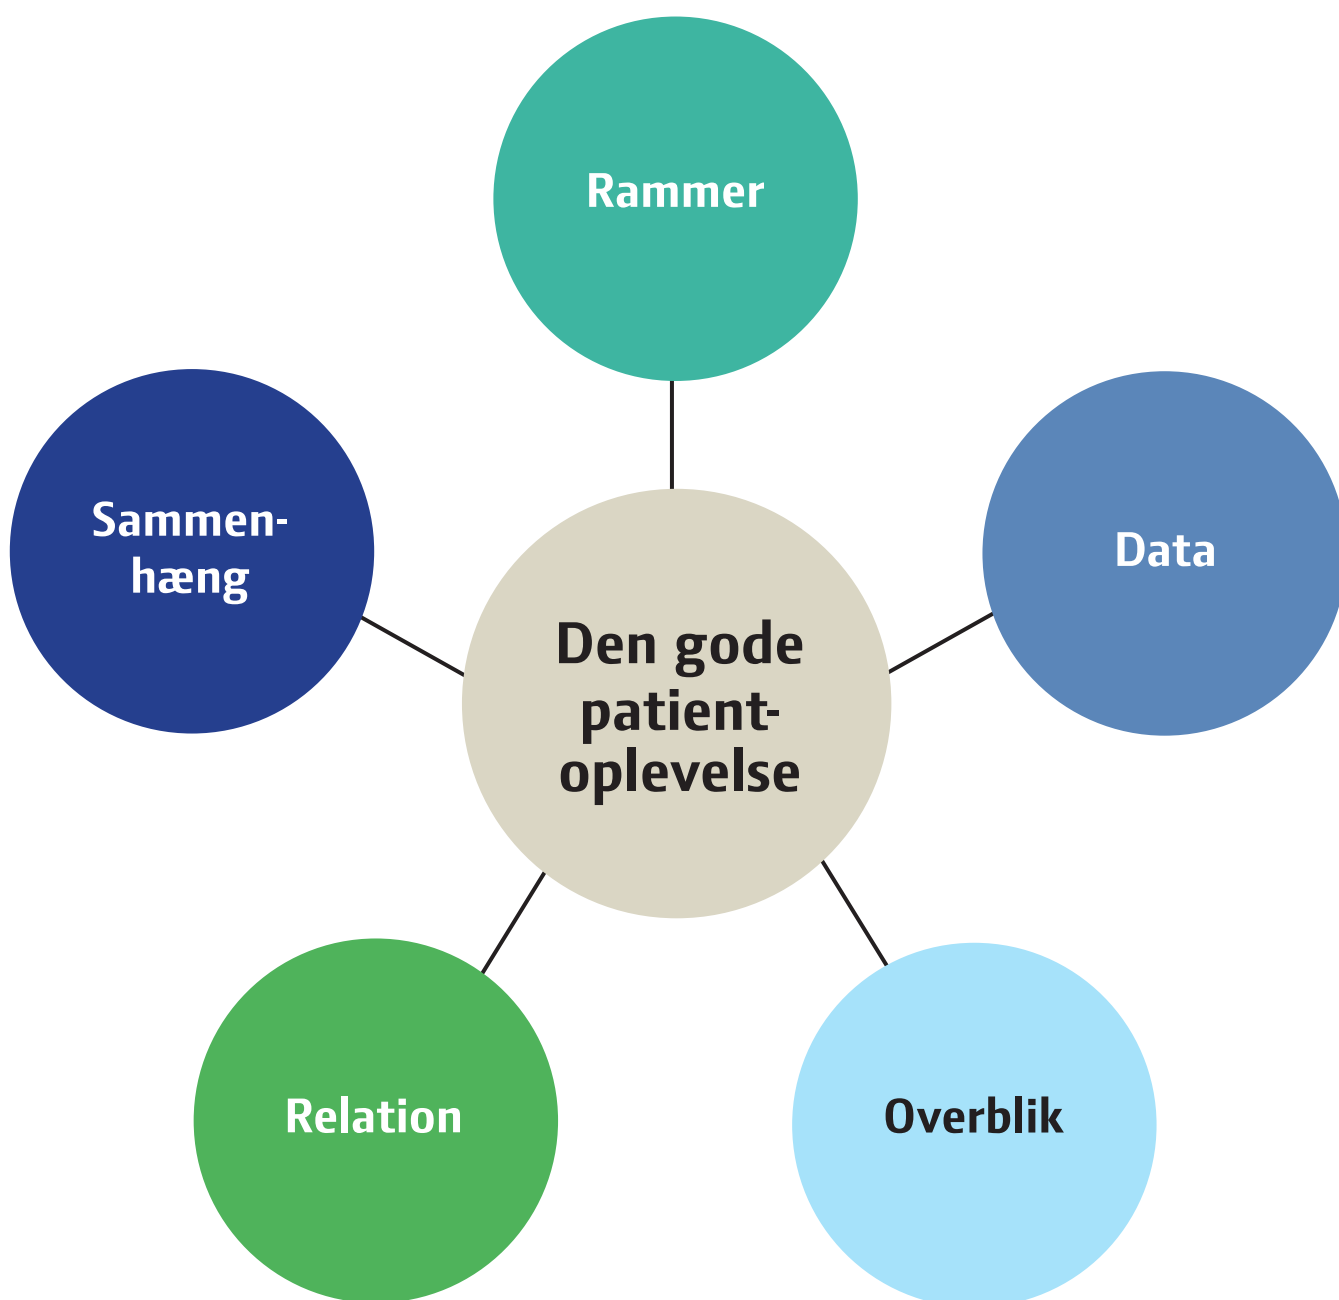 Rammer
Sammen-
hæng
Data
Den gode
patient-
oplevelse
Relation
Overblik